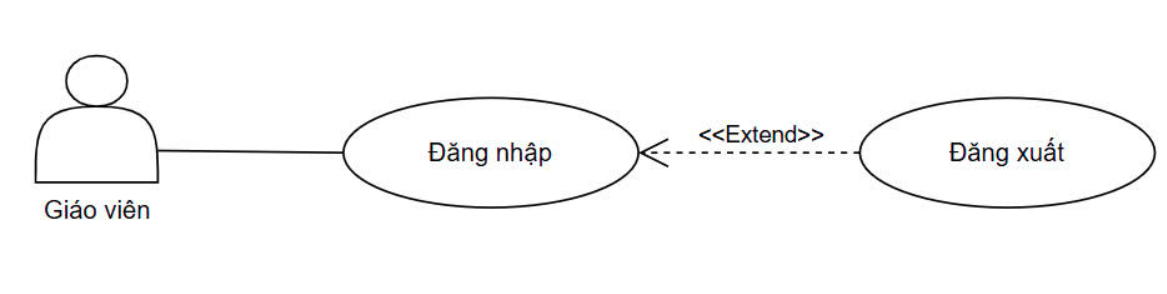 <<Extend>>
Đăng nhập
Đăng xuất
Giáo viên